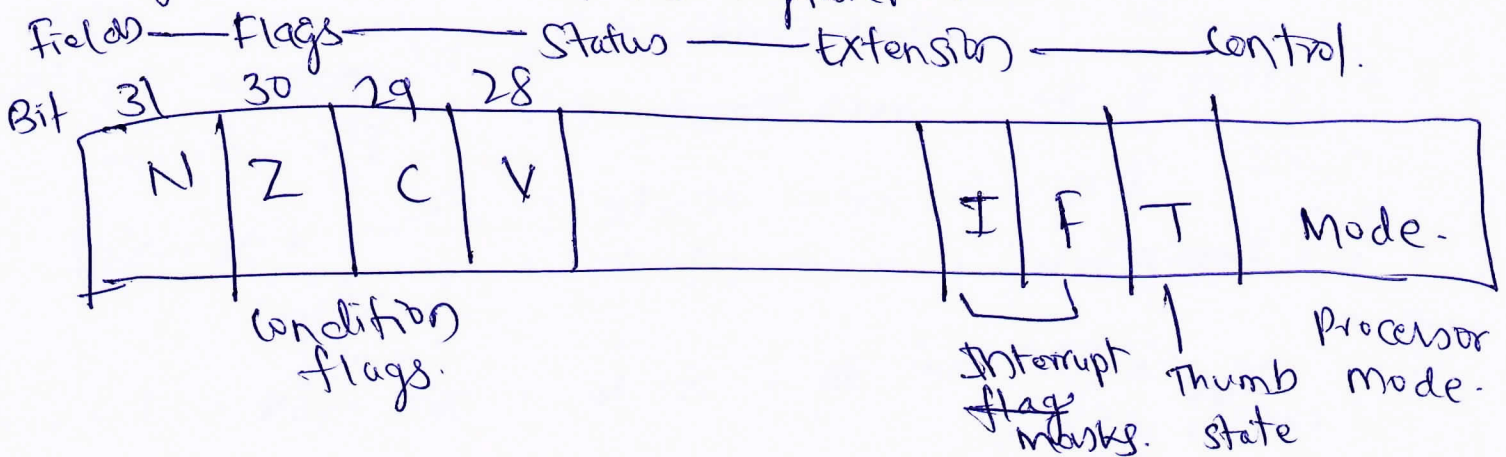 Fields Flags Status Extension Control.
Bit 31 30 29 28
N Z C V I F T Mode.
Condition flags.
Interrupt flag masks.
Thumb state
Processor Mode.